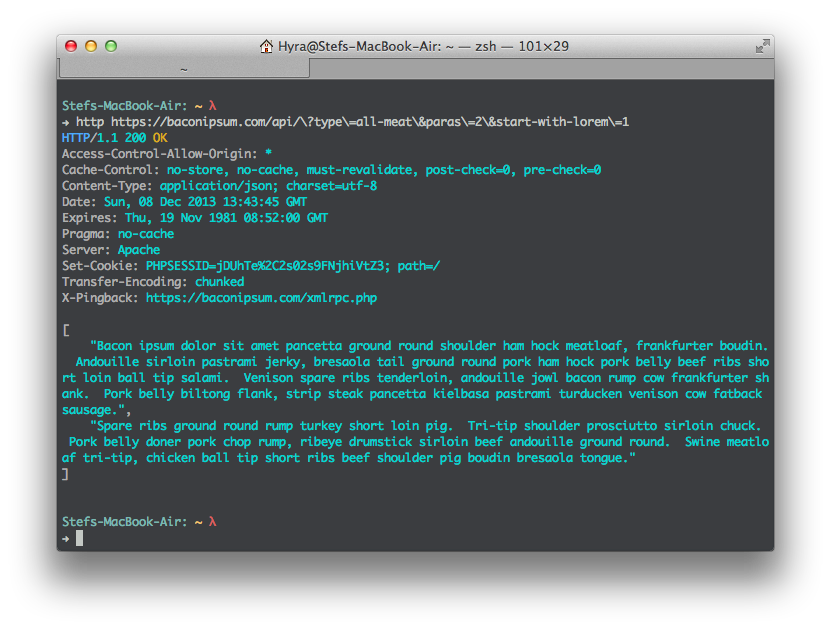 Hyra@Stefs-MacBook-Air: ~ — zsh — 101×29
~
Stefs-MacBook-Air: ~ λ
→ http https://baconipsum.com/api/\?type\=all-meat\&paras\=2\&start-with-lorem\=1
HTTP/1.1 200 OK
Access-Control-Allow-Origin: *
Cache-Control: no-store, no-cache, must-revalidate, post-check=0, pre-check=0
Content-Type: application/json; charset=utf-8
Date: Sun, 08 Dec 2013 13:43:45 GMT
Expires: Thu, 19 Nov 1981 08:52:00 GMT
Pragma: no-cache
Server: Apache
Set-Cookie: PHPSESSID=jDUhTe%2C2s02s9FNjhiVtZ3; path=/
Transfer-Encoding: chunked
X-Pingback: https://baconipsum.com/xmlrpc.php
[
"Bacon ipsum dolor sit amet pancetta ground round shoulder ham hock meatloaf, frankfurter boudin.
Andouille sirloin pastrami jerky, bresaola tail ground round pork ham hock pork belly beef ribs sho
rt loin ball tip salami.  Venison spare ribs tenderloin, andouille jowl bacon rump cow frankfurter sh
ank.  Pork belly biltong flank, strip steak pancetta kielbasa pastrami turducken venison cow fatback
sausage.",
"Spare ribs ground round rump turkey short loin pig.  Tri-tip shoulder prosciutto sirloin chuck.
Pork belly doner pork chop rump, ribeye drumstick sirloin beef andouille ground round.  Swine meatlo
af tri-tip, chicken ball tip short ribs beef shoulder pig boudin bresaola tongue."
]
Stefs-MacBook-Air: ~ λ
→